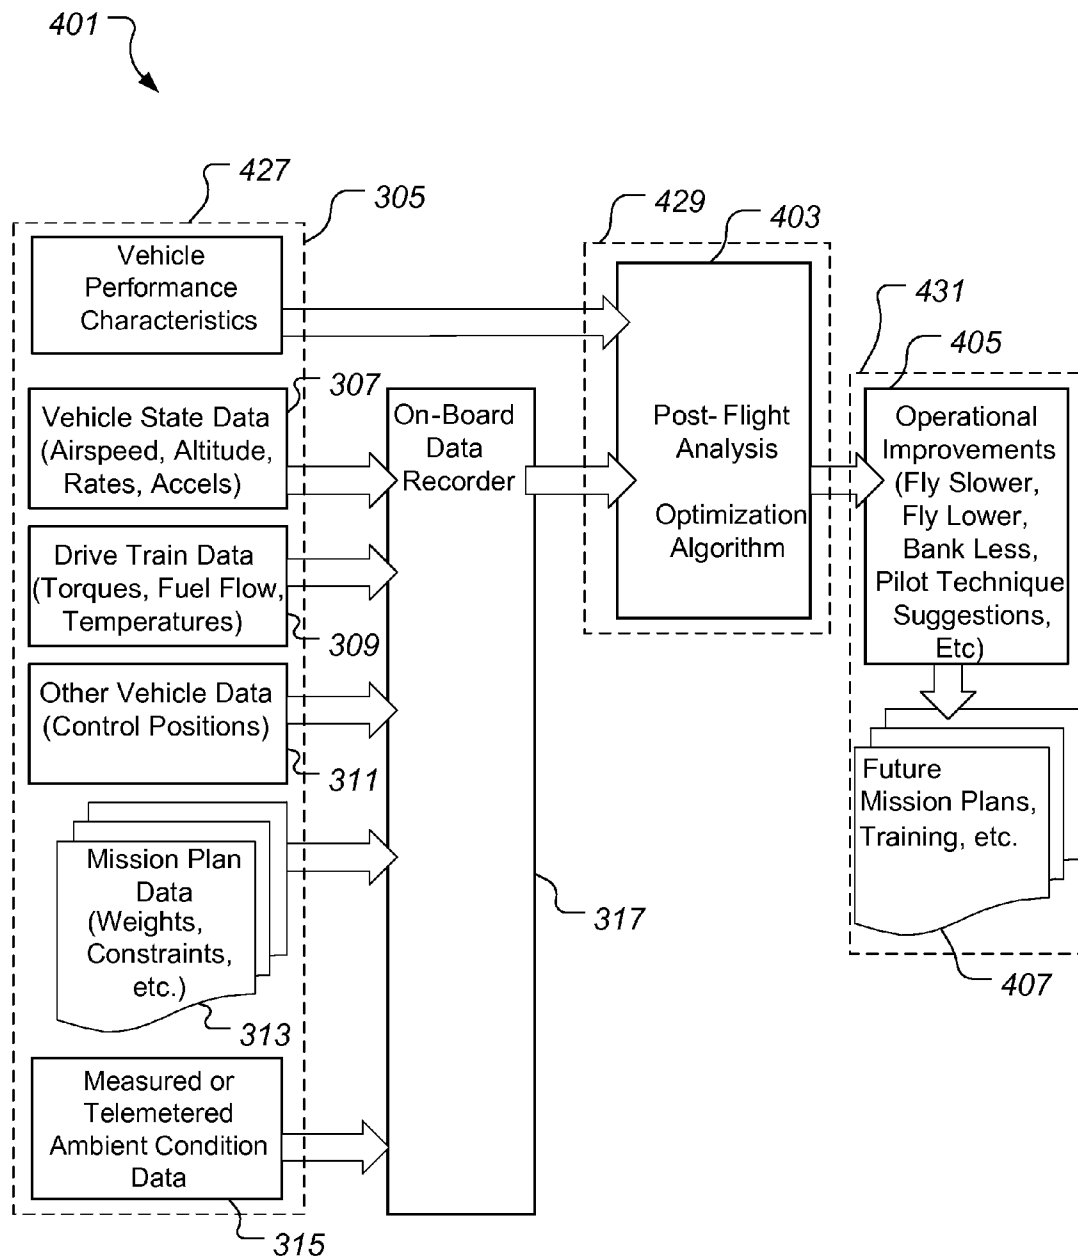 401
427
305
Vehicle
Performance
Characteristics
307
Vehicle State Data
(Airspeed, Altitude,
Rates, Accels)
Drive Train Data
(Torques, Fuel Flow,
Temperatures)
309
Other Vehicle Data
(Control Positions)
311
Mission Plan
Data
(Weights,
Constraints,
etc.)
313
Measured or
Telemetered
Ambient Condition
Data
315
On-Board
Data
Recorder
317
429
403
Post- Flight
Analysis
Optimization
Algorithm
431
405
Operational
Improvements
(Fly Slower,
Fly Lower,
Bank Less,
Pilot Technique
Suggestions,
Etc)
Future
Mission Plans,
Training, etc.
407